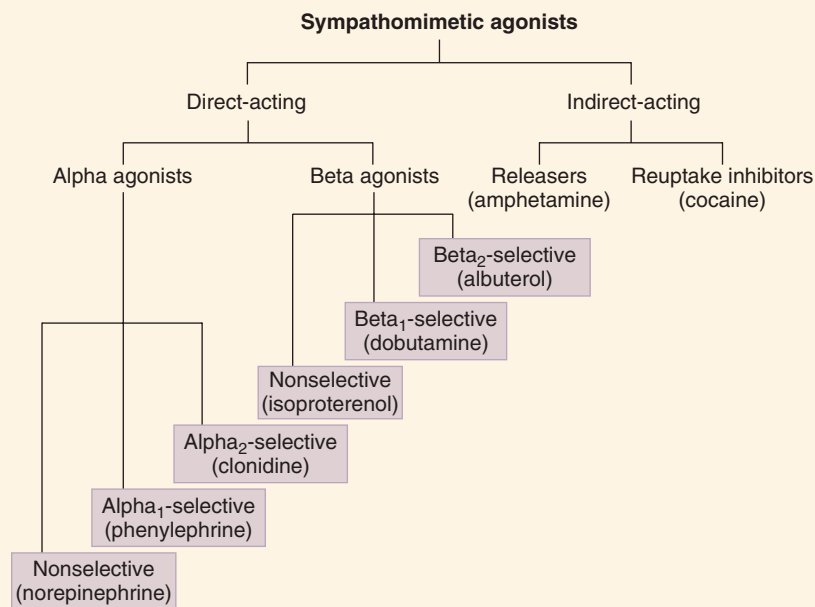 Sympathomimetic agonists
Direct-acting
Indirect-acting
Alpha agonists
Beta agonists
Releasers
(amphetamine)
Reuptake inhibitors
(cocaine)
Beta₂-selective
(albuterol)
Beta₁-selective
(dobutamine)
Nonselective
(isoproterenol)
Alpha₂-selective
(clonidine)
Alpha₁-selective
(phenylephrine)
Nonselective
(norepinephrine)